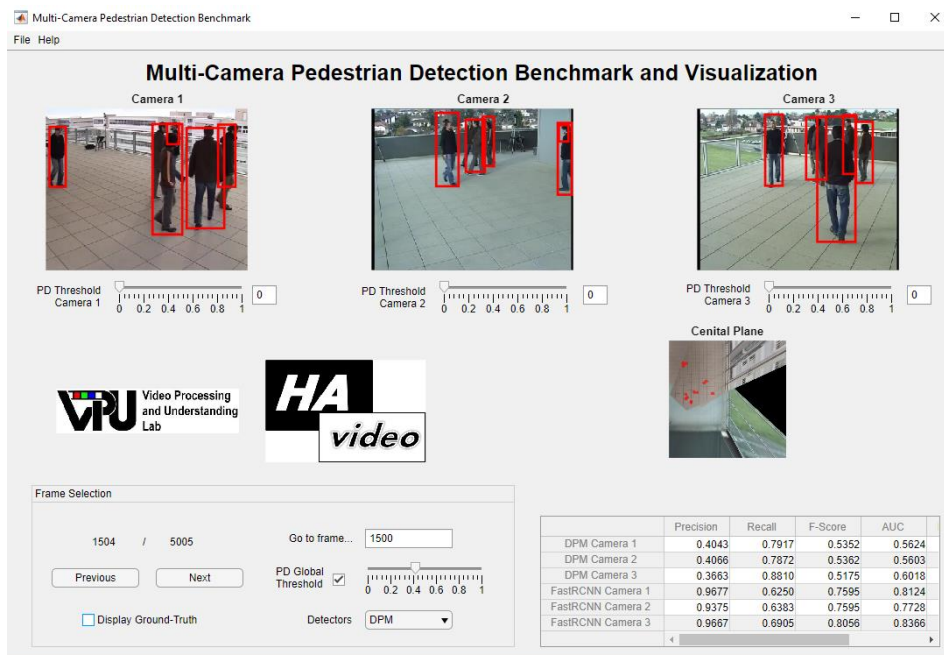 Multi-Camera Pedestrian Detection Benchmark
File Help
Multi-Camera Pedestrian Detection Benchmark and Visualization
Camera 1 Camera 2 Camera 3
PD Threshold Camera 1 0
0 0.2 0.4 0.6 0.8 1
PD Threshold Camera 2 0
0 0.2 0.4 0.6 0.8 1
PD Threshold Camera 3 0
0 0.2 0.4 0.6 0.8 1
Cenital Plane
VPU
Video Processing
and Understanding
Lab
HA
video
Frame Selection
1504 / 5005
Go to frame... 1500
Previous Next
PD Global
Threshold
0 0.2 0.4 0.6 0.8 1
Display Ground-Truth
Detectors DPM
Precision Recall F-Score AUC
DPM Camera 1 0.4043 0.7917 0.5352 0.5624
DPM Camera 2 0.4066 0.7872 0.5362 0.5603
DPM Camera 3 0.3663 0.8810 0.5175 0.6018
FastRCNN Camera 1 0.9677 0.6250 0.7595 0.8124
FastRCNN Camera 2 0.9375 0.6383 0.7595 0.7728
FastRCNN Camera 3 0.9667 0.6905 0.8056 0.8366